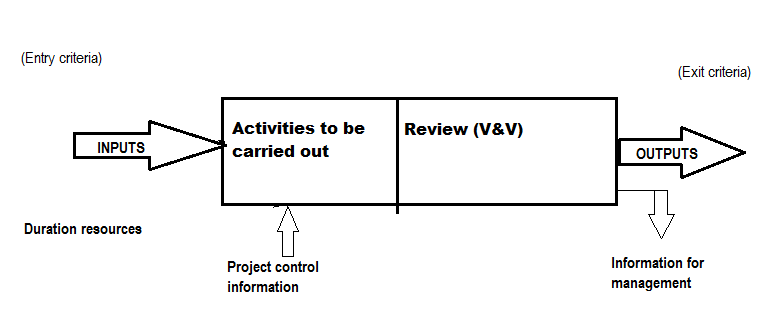 (Entry criteria)
(Exit criteria)
Activities to be
carried out
Review (V&V)
INPUTS
OUTPUTS
Duration resources
Project control
information
Information for
management